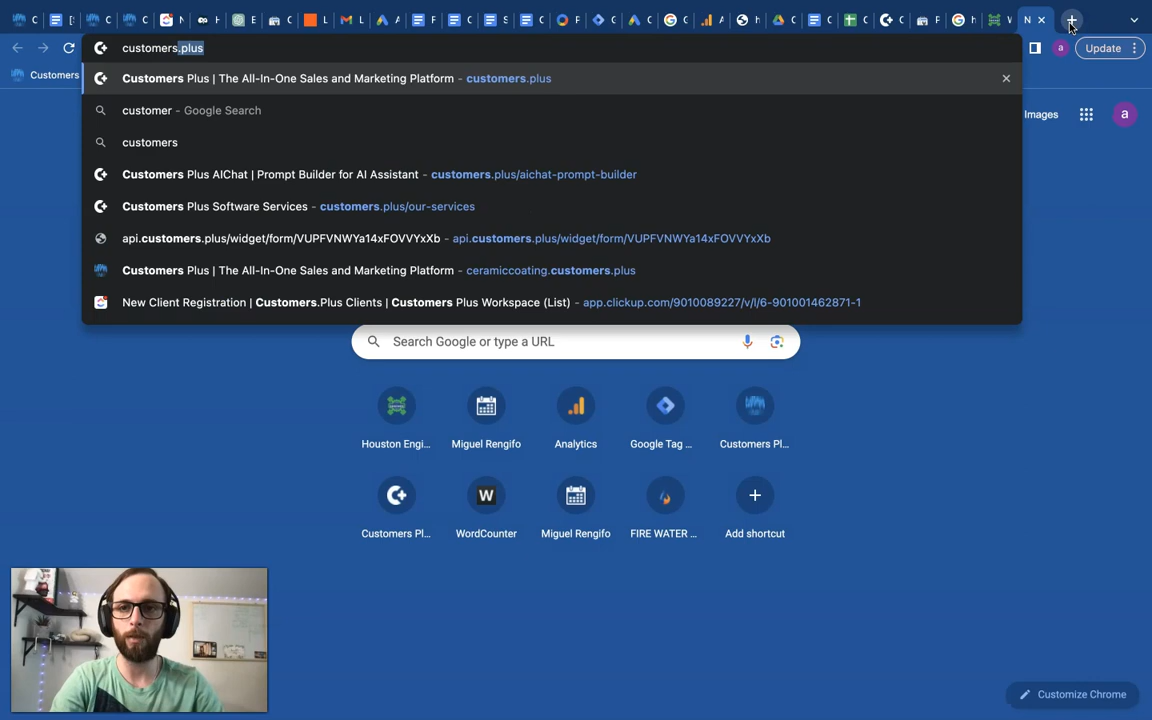 customers.plus
Update
Customers
Customers Plus | The All-In-One Sales and Marketing Platform - customers.plus
customer - Google Search
Images
a
customers
Customers Plus AIChat | Prompt Builder for AI Assistant - customers.plus/aichat-prompt-builder
Customers Plus Software Services - customers.plus/our-services
api.customers.plus/widget/form/VUPFVNWYa14xFOVVYxXb - api.customers.plus/widget/form/VUPFVNWYa14xFOVVYxXb
Customers Plus | The All-In-One Sales and Marketing Platform - ceramiccoating.customers.plus
New Client Registration | Customers.Plus Clients | Customers Plus Workspace (List) - app.clickup.com/9010089227/v/l/6-901001462871-1
Search Google or type a URL
Houston Engi... Miguel Rengifo Analytics Google Tag ... Customers Pl...
W
Customers Pl... WordCounter Miguel Rengifo FIRE WATER ... Add shortcut
Customize Chrome